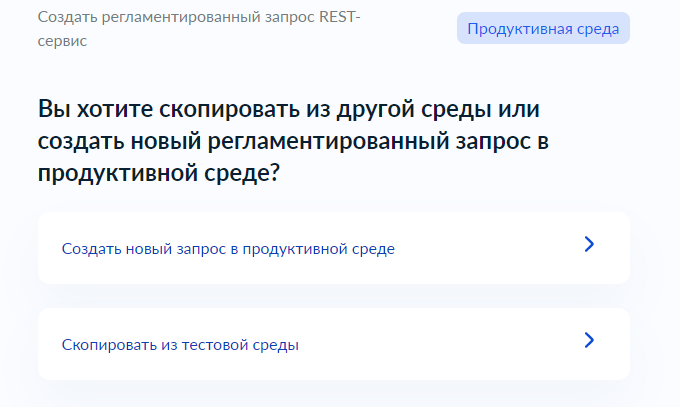 Создать регламентированный запрос REST-
сервис
Продуктивная среда
Вы хотите скопировать из другой среды или
создать новый регламентированный запрос в
продуктивной среде?
Создать новый запрос в продуктивной среде
Скопировать из тестовой среды